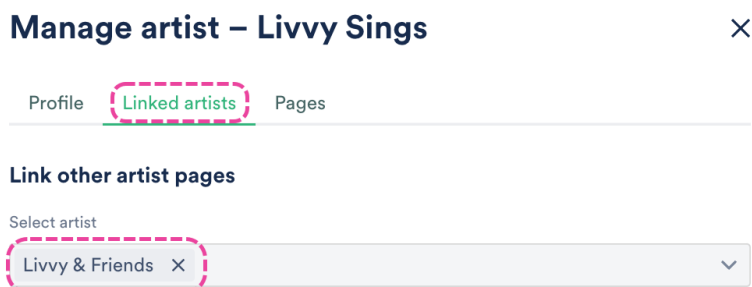 Manage artist – Livvy Sings
Profile Linked artists Pages
Link other artist pages
Select artist
Livvy & Friends